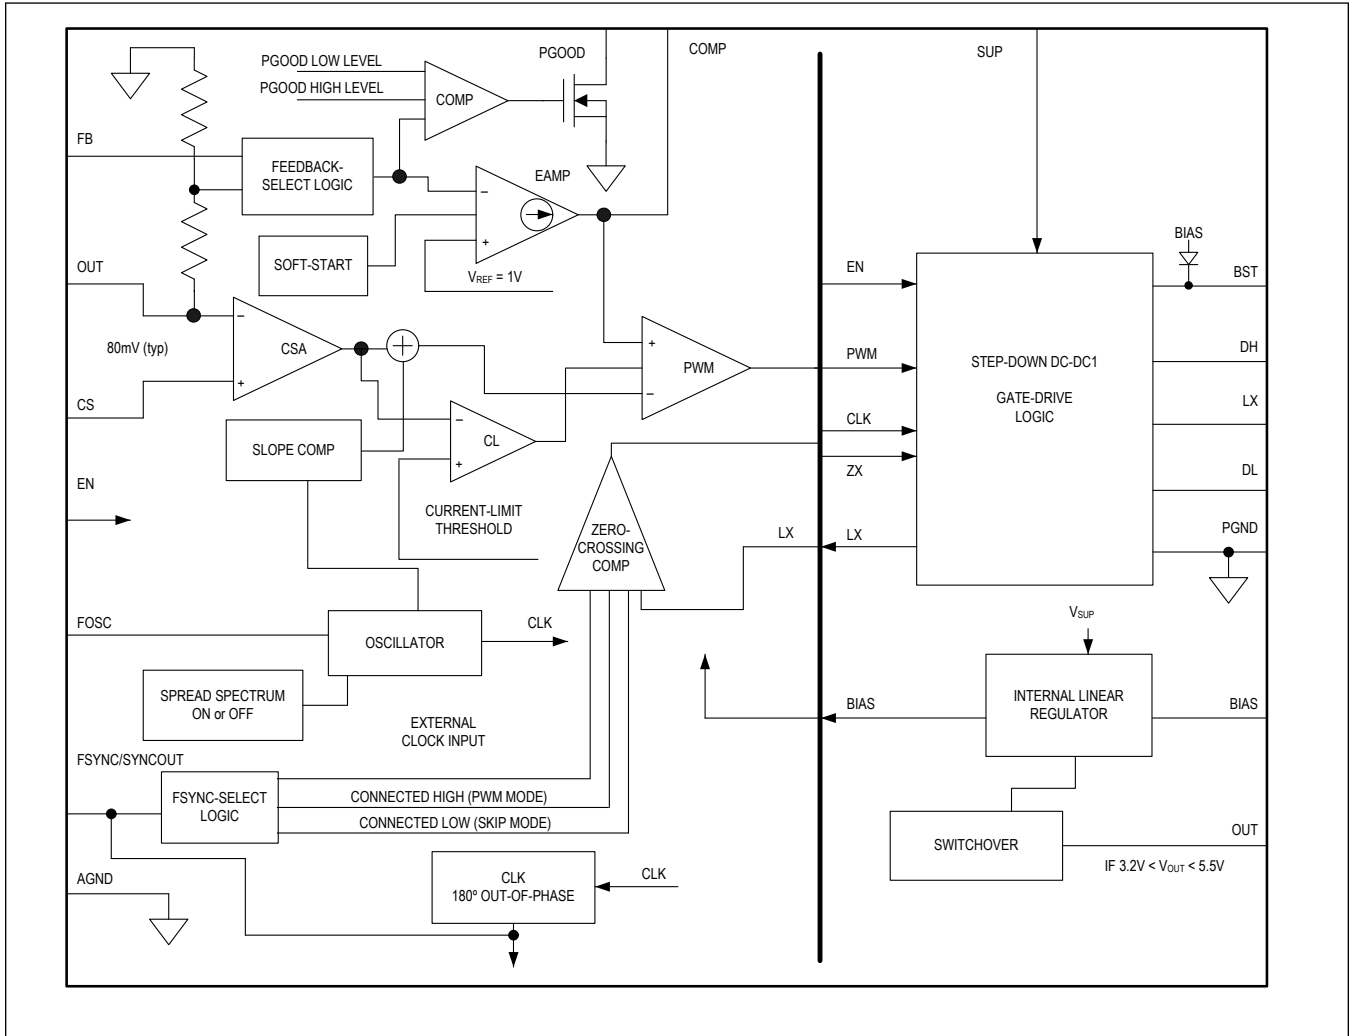 PGOOD
COMP
SUP
PGOOD LOW LEVEL
PGOOD HIGH LEVEL
COMP
FB
FEEDBACK-
SELECT LOGIC
EAMP
−
+
SOFT-START
VREF = 1V
OUT
80mV (typ)
−
CSA
+
+
CS
+
PWM
−
SLOPE COMP
−
CL
+
CURRENT-LIMIT
THRESHOLD
EN
ZERO-
CROSSING
COMP
LX
FOSC
OSCILLATOR
CLK
SPREAD SPECTRUM
ON or OFF
EXTERNAL
CLOCK INPUT
FSYNC/SYNCOUT
FSYNC-SELECT
LOGIC
CONNECTED HIGH (PWM MODE)
CONNECTED LOW (SKIP MODE)
AGND
CLK
180º OUT-OF-PHASE
CLK
EN
PWM
CLK
ZX
LX
STEP-DOWN DC-DC1
GATE-DRIVE
LOGIC
BIAS
BST
DH
LX
DL
PGND
VSUP
BIAS
INTERNAL LINEAR
REGULATOR
BIAS
SWITCHOVER
OUT
IF 3.2V < VOUT < 5.5V